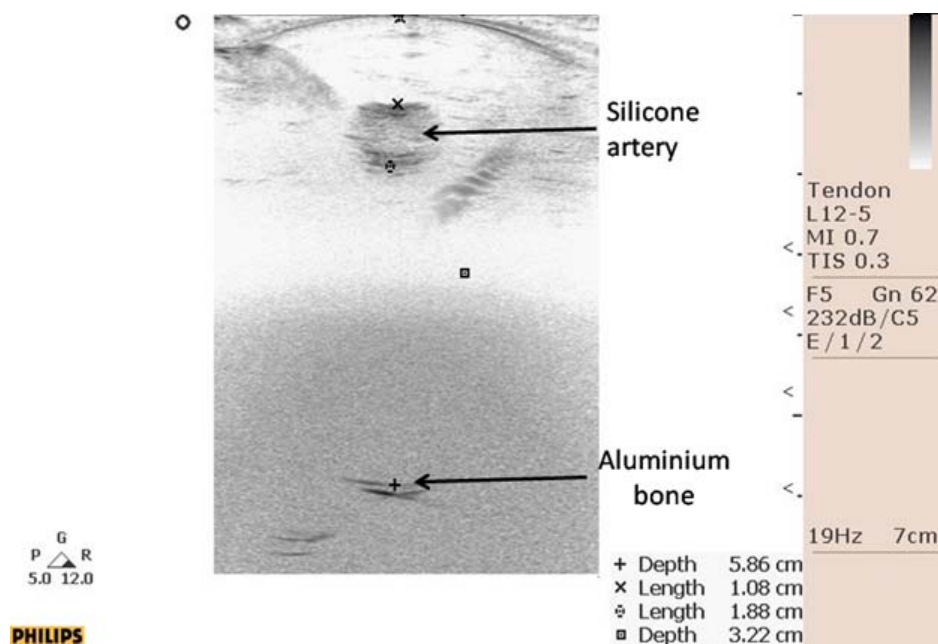 Silicone
artery
Tendon
L12-5
MI 0.7
TIS 0.3
F5 Gn 62
232dB/C5
E/1/2
Aluminium
bone
19Hz 7cm
G
P R
5.0 12.0
+ Depth 5.86 cm
× Length 1.08 cm
Length 1.88 cm
Depth 3.22 cm
PHILIPS